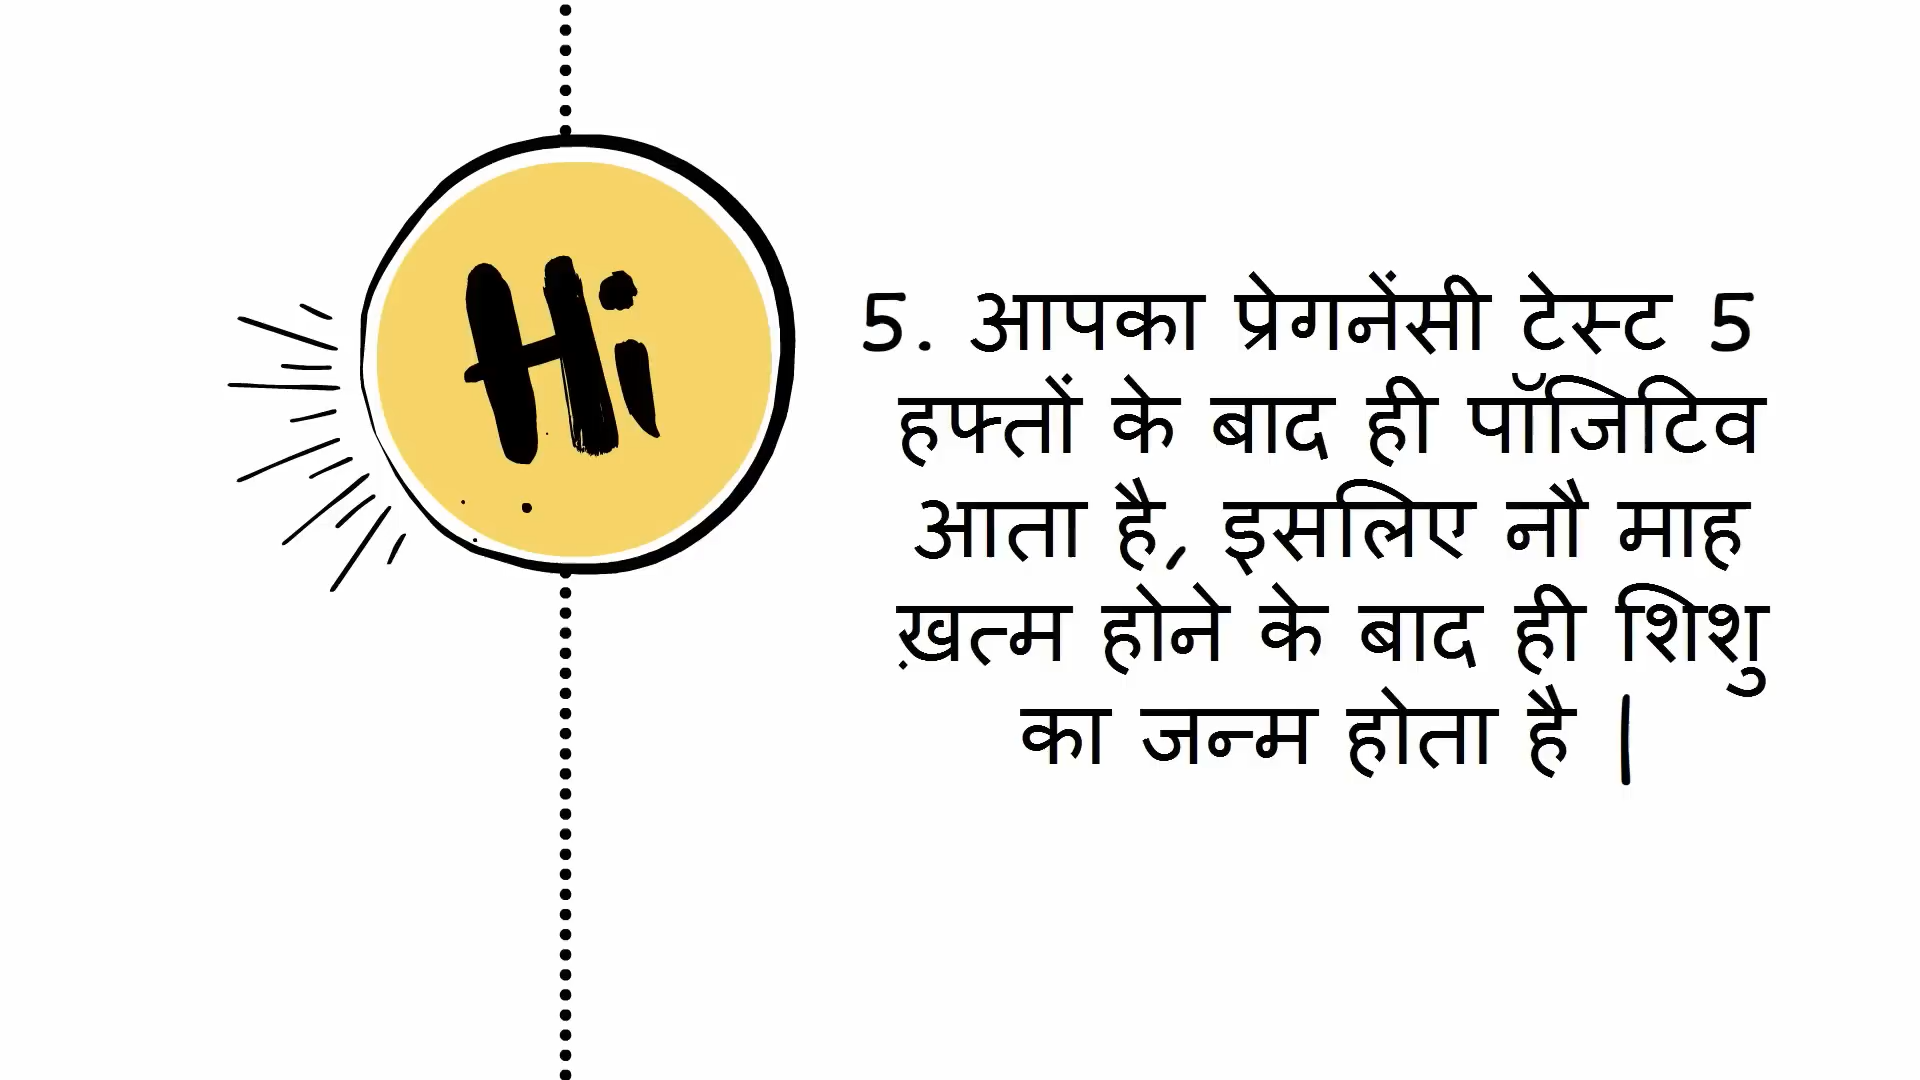 Hi
5. आपका प्रेगनेंसी टेस्ट 5
हफ्तों के बाद ही पॉजिटिव
आता है, इसलिए नौ माह
ख़त्म होने के बाद ही शिशु
का जन्म होता है |